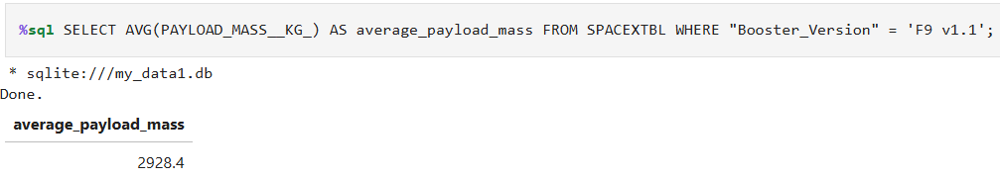 %sql SELECT AVG(PAYLOAD_MASS__KG_) AS average_payload_mass FROM SPACEXTBL WHERE "Booster_Version" = 'F9 v1.1';
* sqlite:///my_data1.db
Done.
average_payload_mass
2928.4